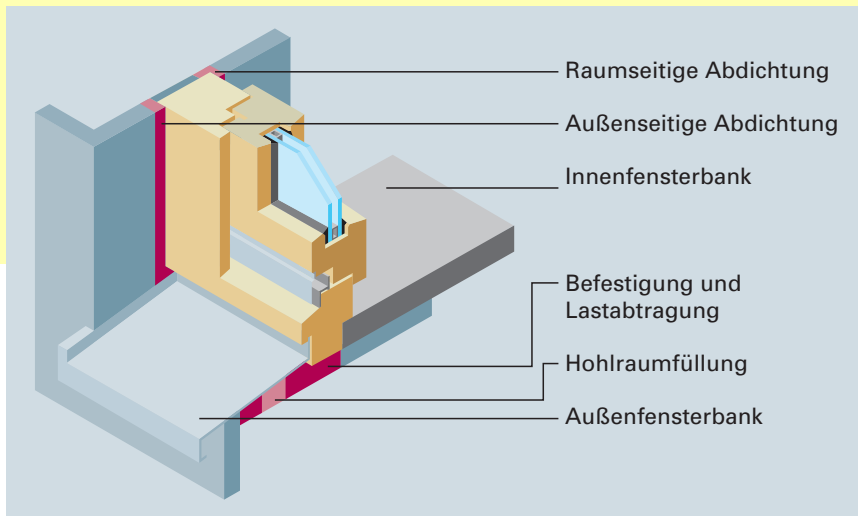 Raumseitige Abdichtung
Außenseitige Abdichtung
Innenfensterbank
Befestigung und
Lastabtragung
Hohlraumfüllung
Außenfensterbank